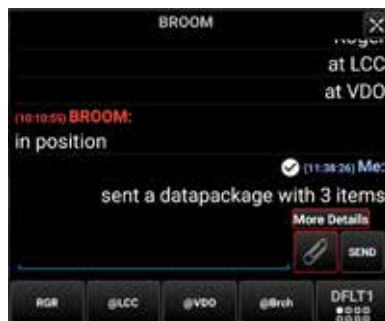 BROOM
Roger
at LCC
at VDO
(10:10:55) BROOM:
in position
(11:38:26) Me:
sent a datapackage with 3 items
More Details
SEND
RGR
@LCC
@VDO
@Brch
DFLT1